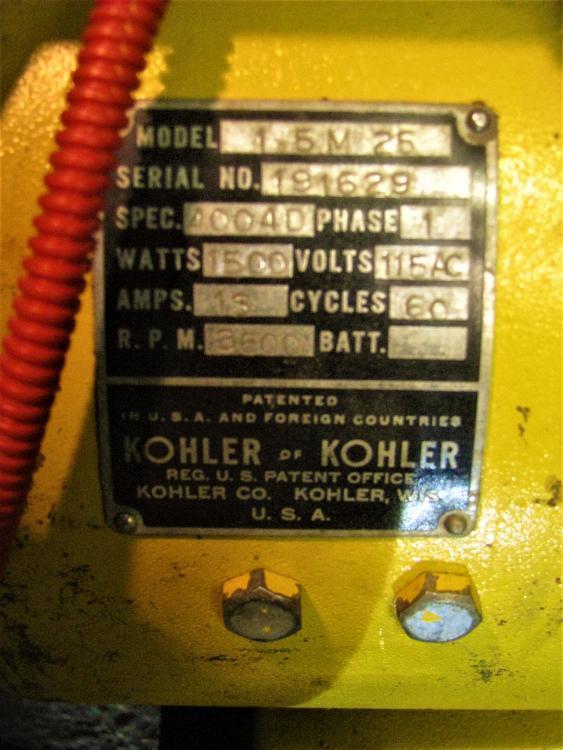 MODEL 1.5M 25
SERIAL NO. 191629
SPEC. 4004D PHASE 1
WATTS 1500 VOLTS 115AC
AMPS. 13 CYCLES 60
R.P.M. 3600 BATT.
PATENTED
IN U.S.A. AND FOREIGN COUNTRIES
KOHLER OF KOHLER
REG. U.S. PATENT OFFICE
KOHLER CO. KOHLER, WIS.
U.S.A.